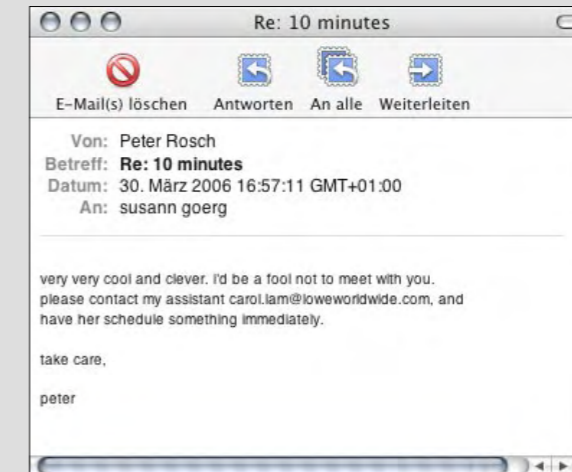 Re: 10 minutes
E-Mail(s) löschen Antworten An alle Weiterleiten
Von: Peter Rosch
Betreff: Re: 10 minutes
Datum: 30. März 2006 16:57:11 GMT+01:00
An: susann goerg
very very cool and clever. i'd be a fool not to meet with you.
please contact my assistant carol.lam@loweworldwide.com, and
have her schedule something immediately.
take care,
peter